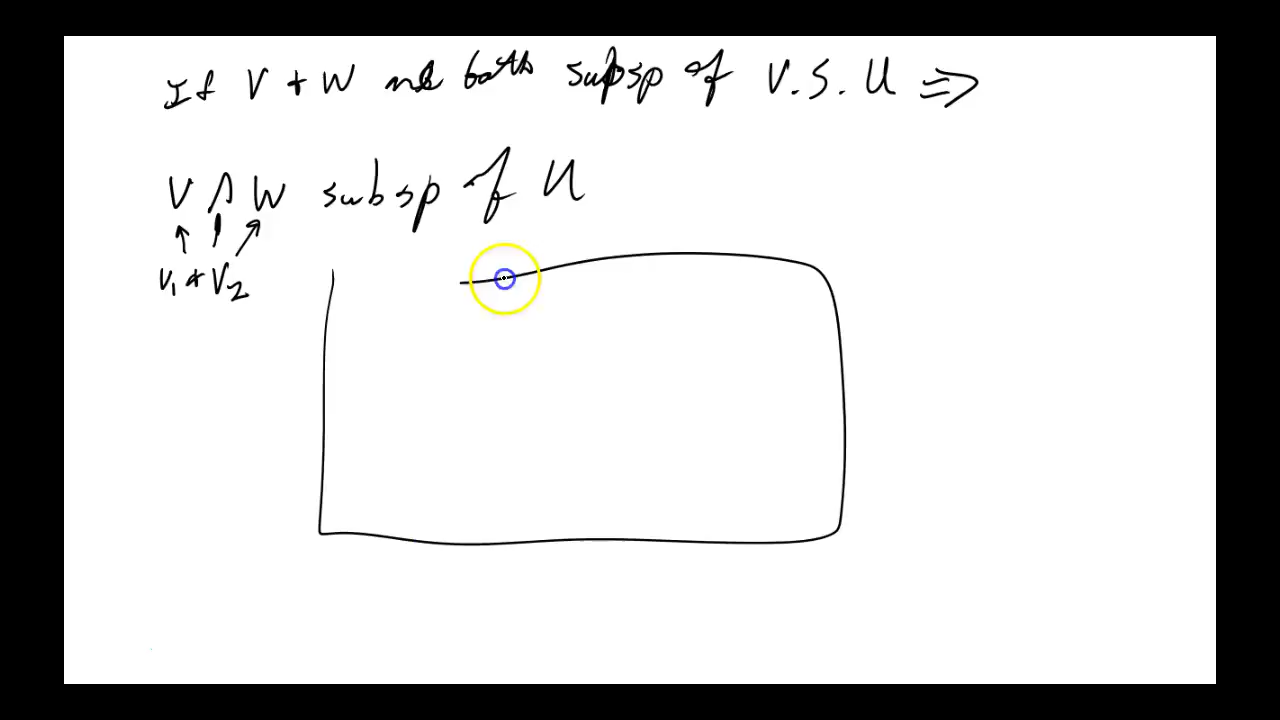 If V + W are both subsp of V.S. U ⇒
V ∩ W subsp of U
V1 + V2